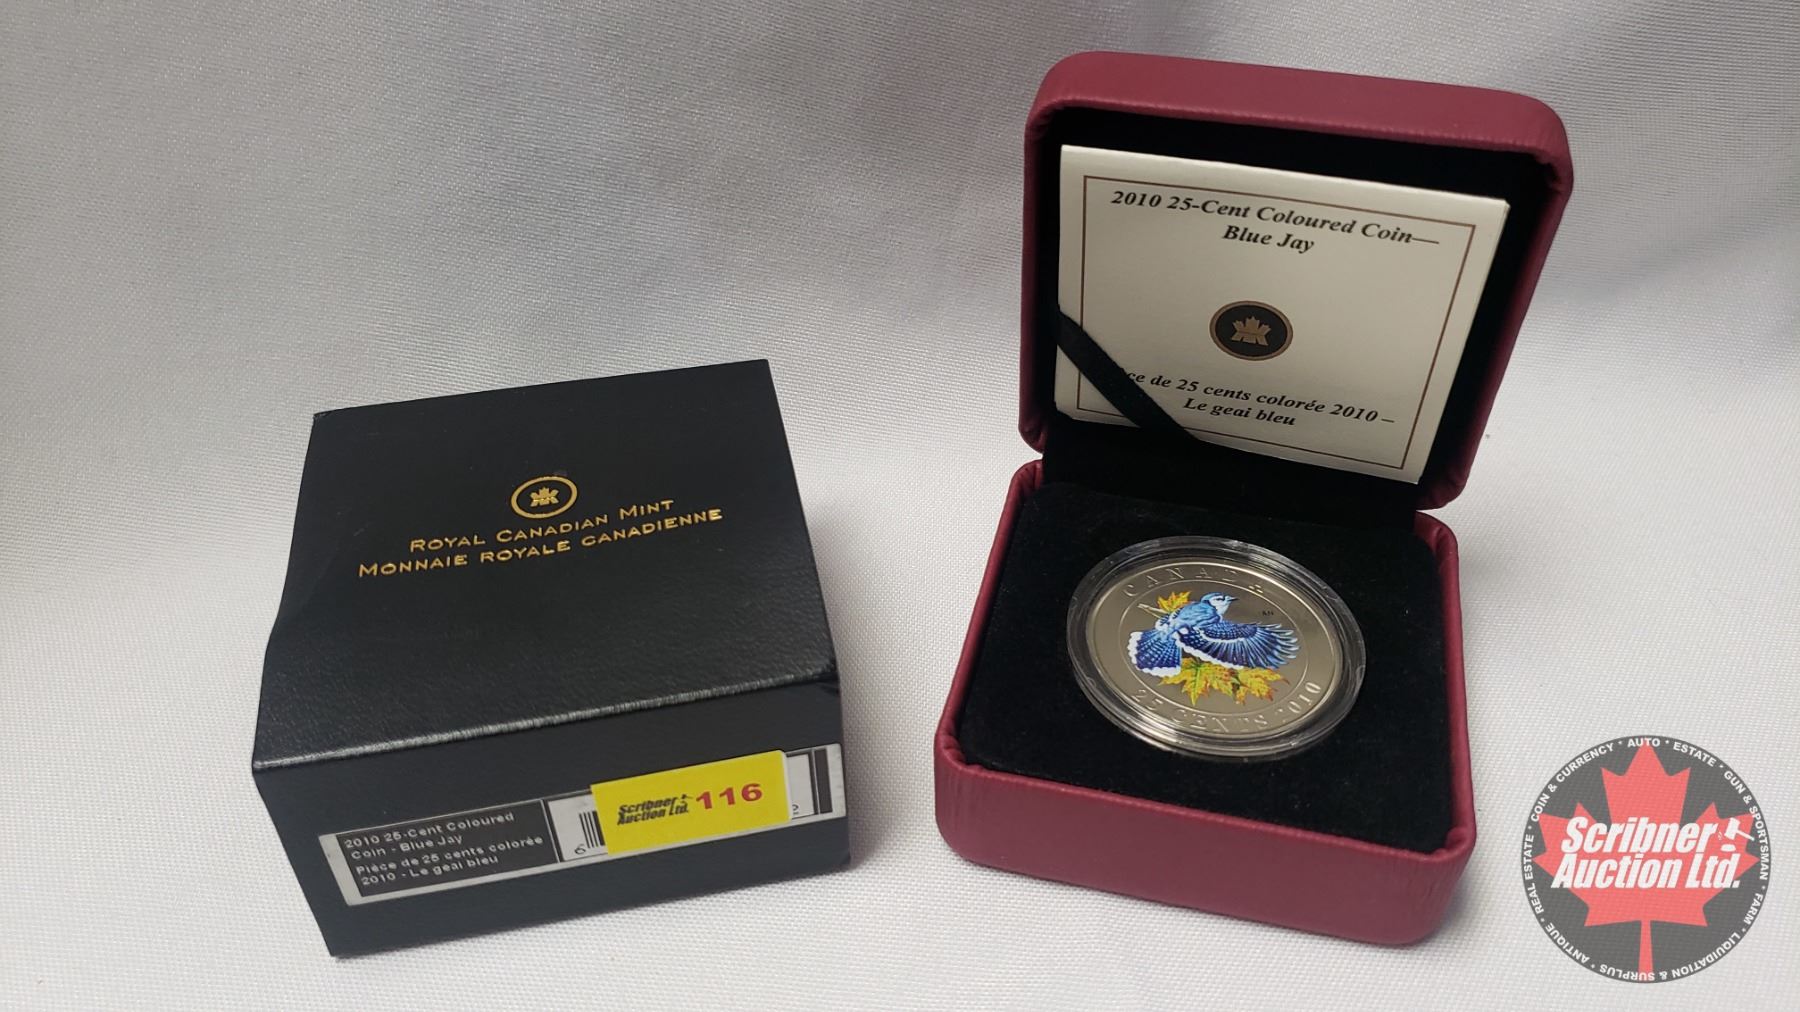 ROYAL CANADIAN MINT
MONNAIE ROYALE CANADIENNE
2010 25-Cent Coloured
Coin - Blue Jay
Pièce de 25 cents colorée
2010 - Le geai bleu
6
Scribner
Auction Ltd.
116
2010 25-Cent Coloured Coin—
Blue Jay
de 25 cents colorée 2010 –
Le geai bleu
CANADA
25 CENTS 2010
COIN & CURRENCY * AUTO * ESTATE * GUN & SPORTSMAN * FARM * LIQUIDATION & SURPLUS * ANTIQUE * REAL ESTATE *
Scribner
Auction Ltd.